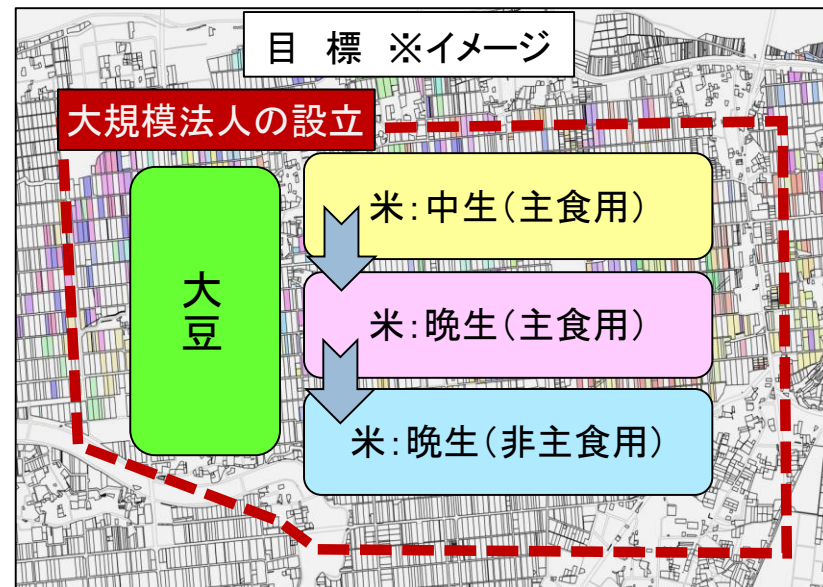 目 標 ※イメージ
大規模法人の設立
米：中生（主食用）
大豆
米：晩生（主食用）
米：晩生（非主食用）